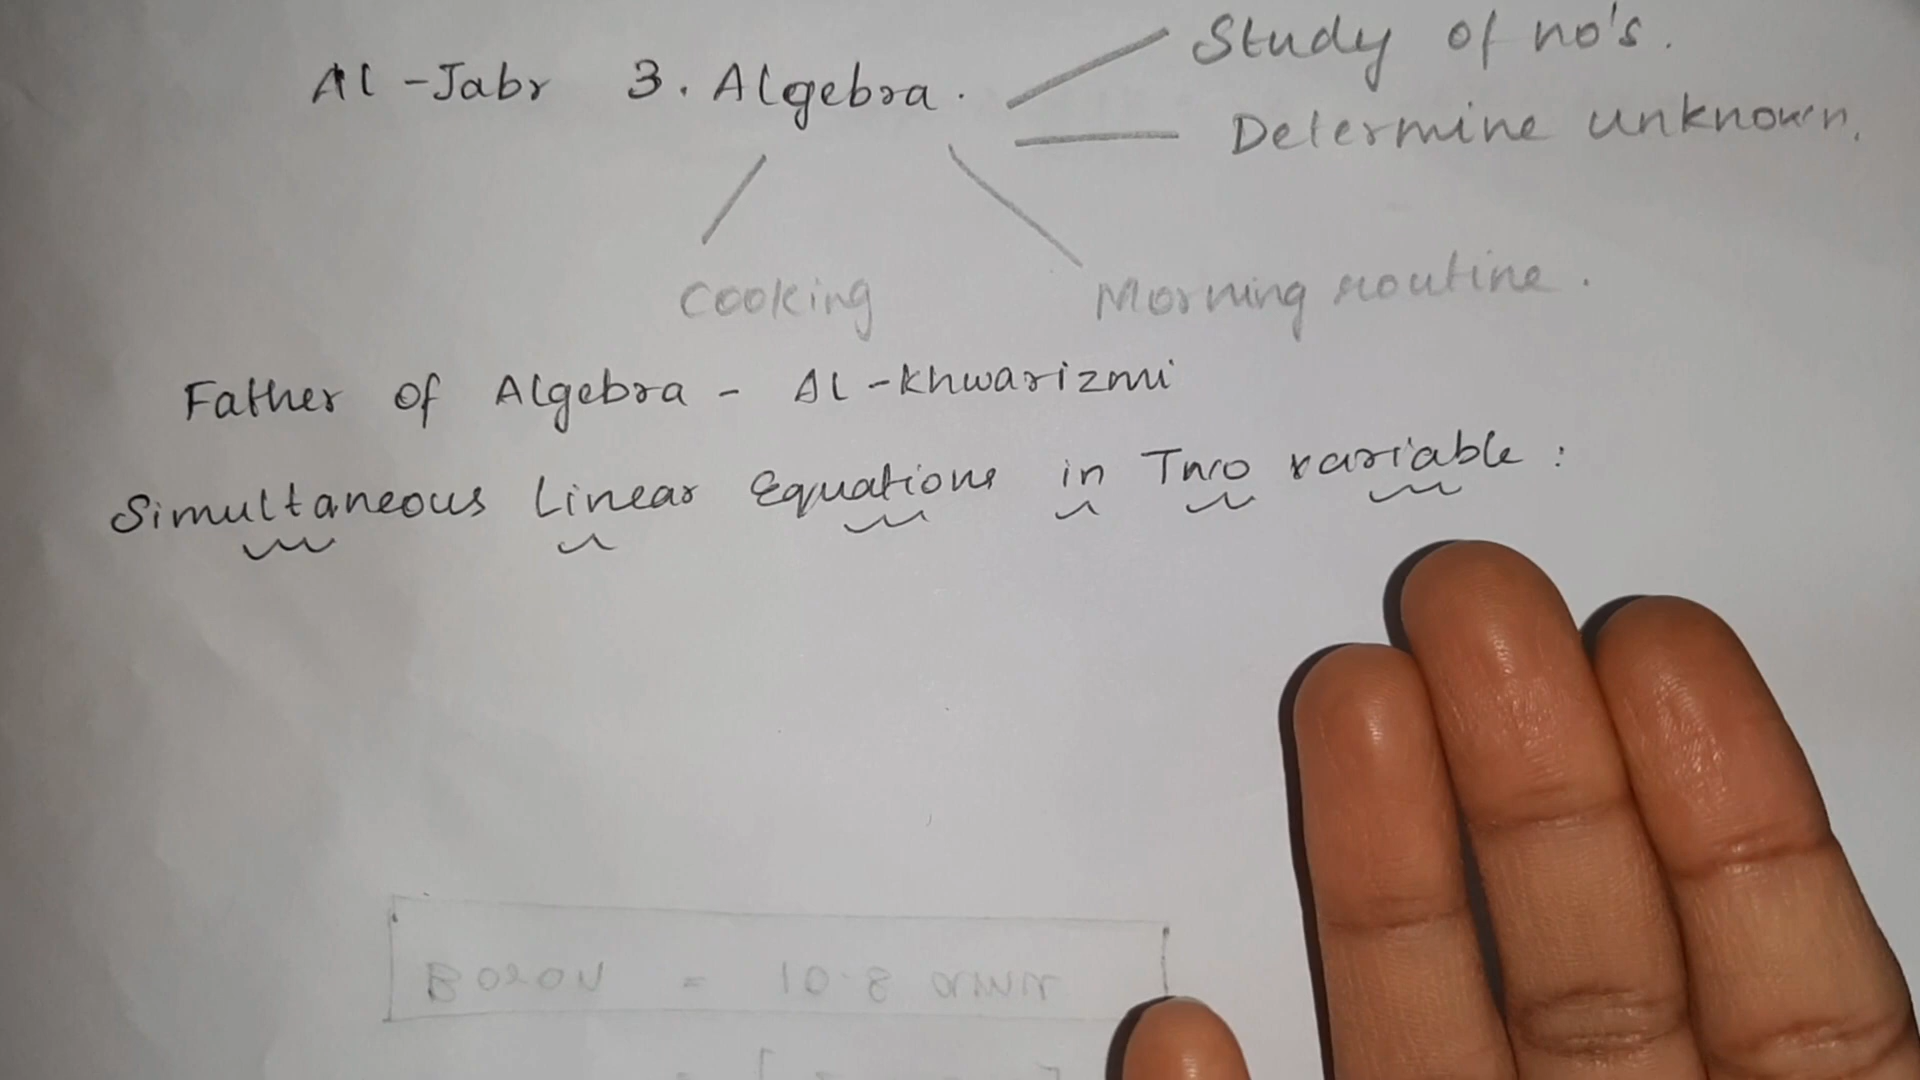 Study of no's.
Al-Jabr 3. Algebra.
Determine unknown.
Cooking
Morning routine.
Father of Algebra - Al-khwarizmi
Simultaneous Linear Equations in Two variable: